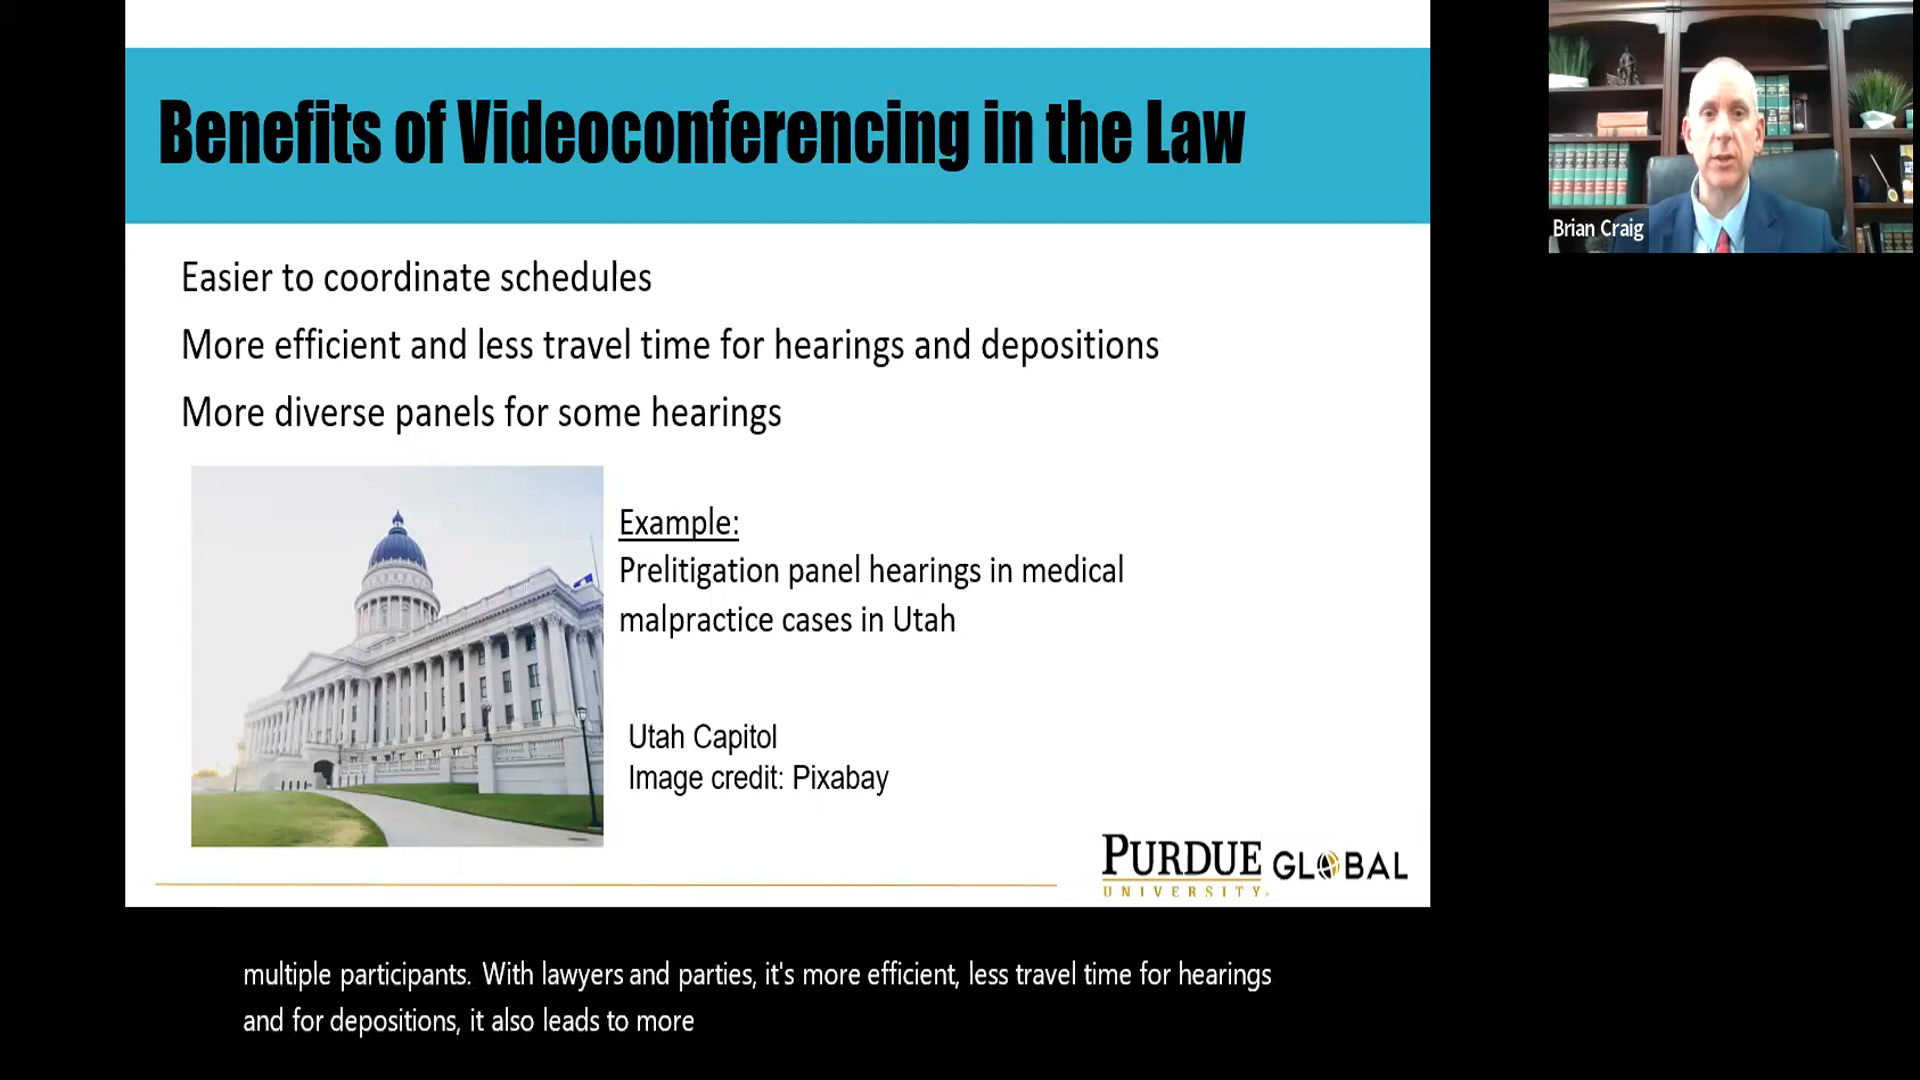 Benefits of Videoconferencing in the Law
Easier to coordinate schedules
More efficient and less travel time for hearings and depositions
More diverse panels for some hearings
Example:
Prelitigation panel hearings in medical
malpractice cases in Utah
Utah Capitol
Image credit: Pixabay
PURDUE GLOBAL
UNIVERSITY
Brian Craig
multiple participants. With lawyers and parties, it's more efficient, less travel time for hearings
and for depositions, it also leads to more